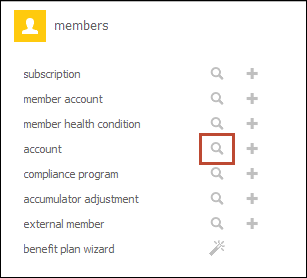 members
subscription
member account
member health condition
account
compliance program
accumulator adjustment
external member
benefit plan wizard